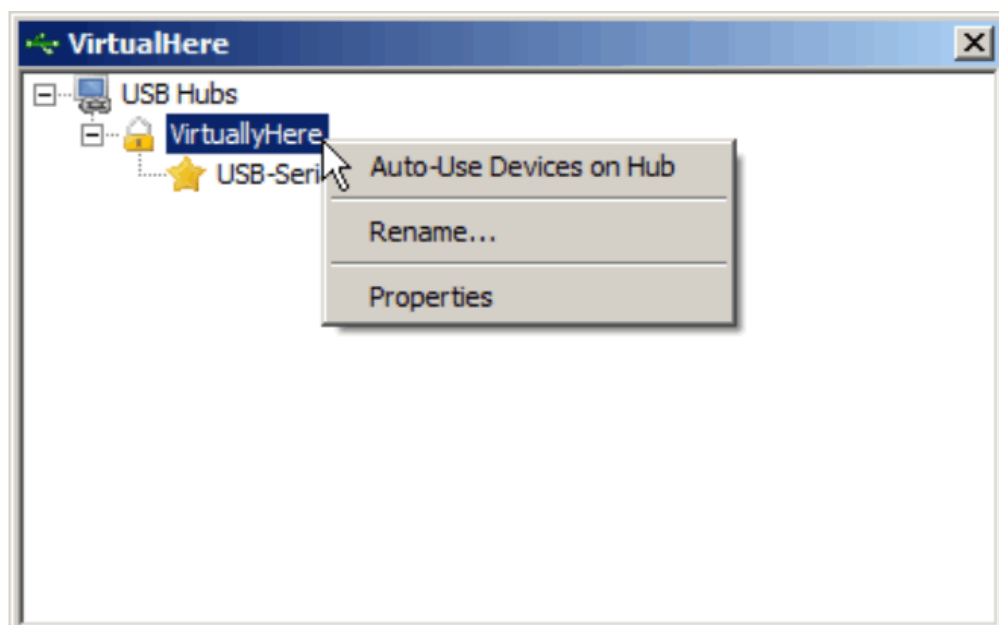 VirtualHere
USB Hubs
VirtuallyHere
USB-Seri
Auto-Use Devices on Hub
Rename...
Properties